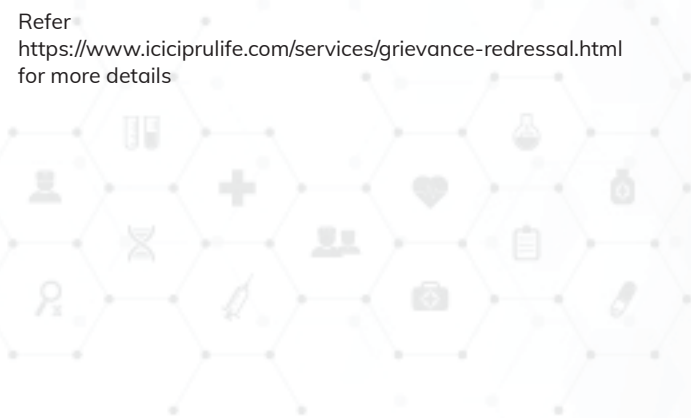 Refer
https://www.iciciprulife.com/services/grievance-redressal.html
for more details